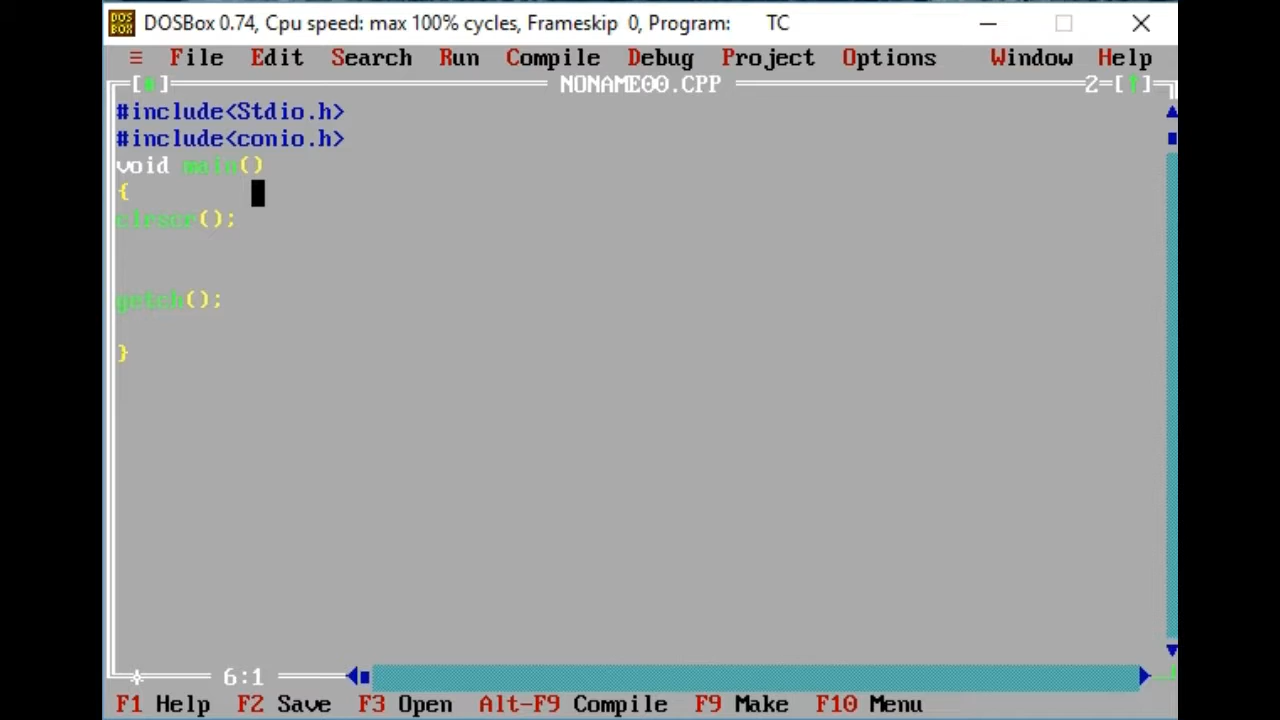 DOSBox 0.74, Cpu speed: max 100% cycles, Frameskip 0, Program: TC
≡ File Edit Search Run Compile Debug Project Options Window Help
NONAME00.CPP 2
#include<Stdio.h>
#include<conio.h>
void main()
{
clrscr();
getch();
}
6:1
F1 Help F2 Save F3 Open Alt-F9 Compile F9 Make F10 Menu